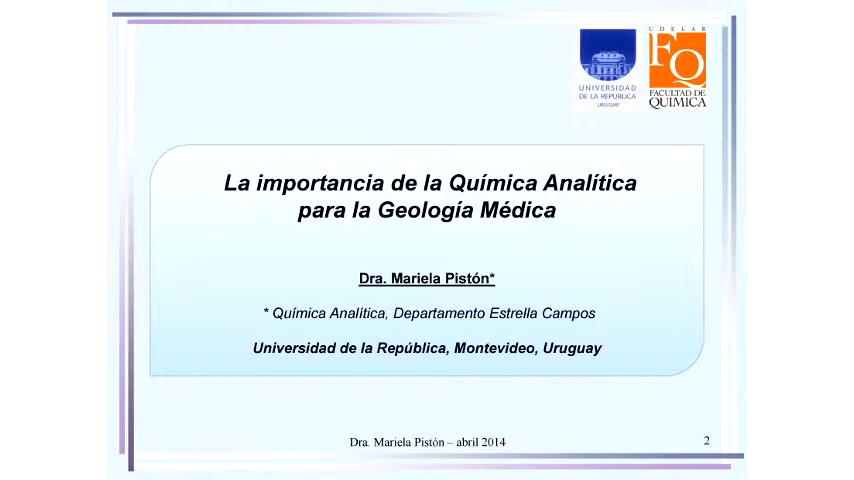 UDELAR
FQ
UNIVERSIDAD
DE LA REPÚBLICA
URUGUAY
FACULTAD DE
QUIMICA
La importancia de la Química Analítica
para la Geología Médica
Dra. Mariela Pistón*
* Química Analítica, Departamento Estrella Campos
Universidad de la República, Montevideo, Uruguay
Dra. Mariela Pistón – abril 2014
2